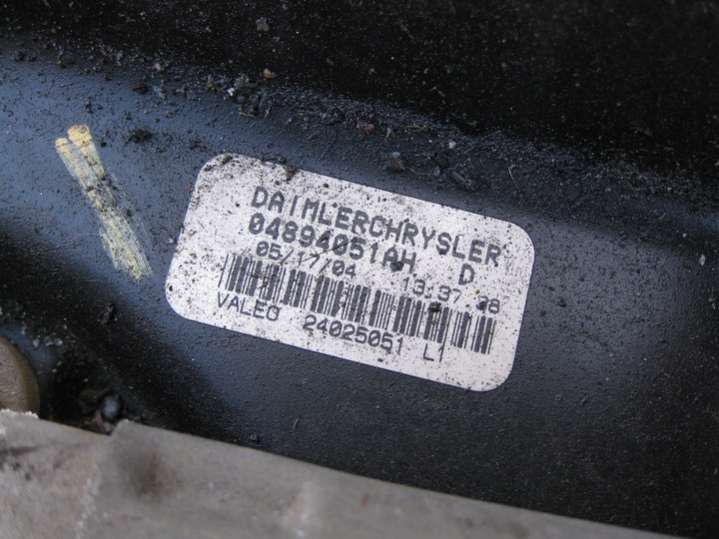 DAIMLERCHRYSLER
04894051AH D
05/17/04 13:37 38
VALEO 24025051 L1